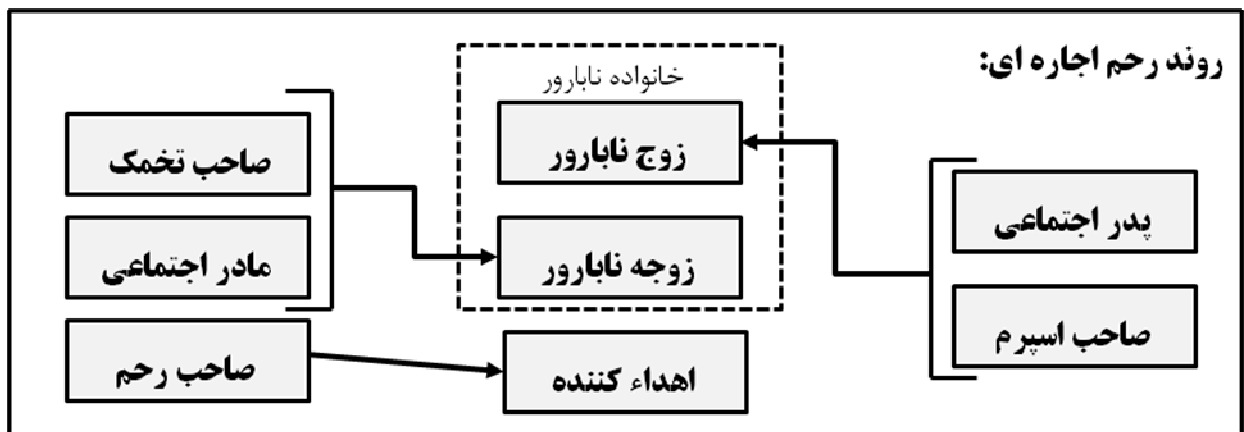 روند رحم اجاره ای:
خانواده نابارور
زوج نابارور
زوجه نابارور
اهداء کننده
پدر اجتماعی
صاحب اسپرم
صاحب تخمک
مادر اجتماعی
صاحب رحم